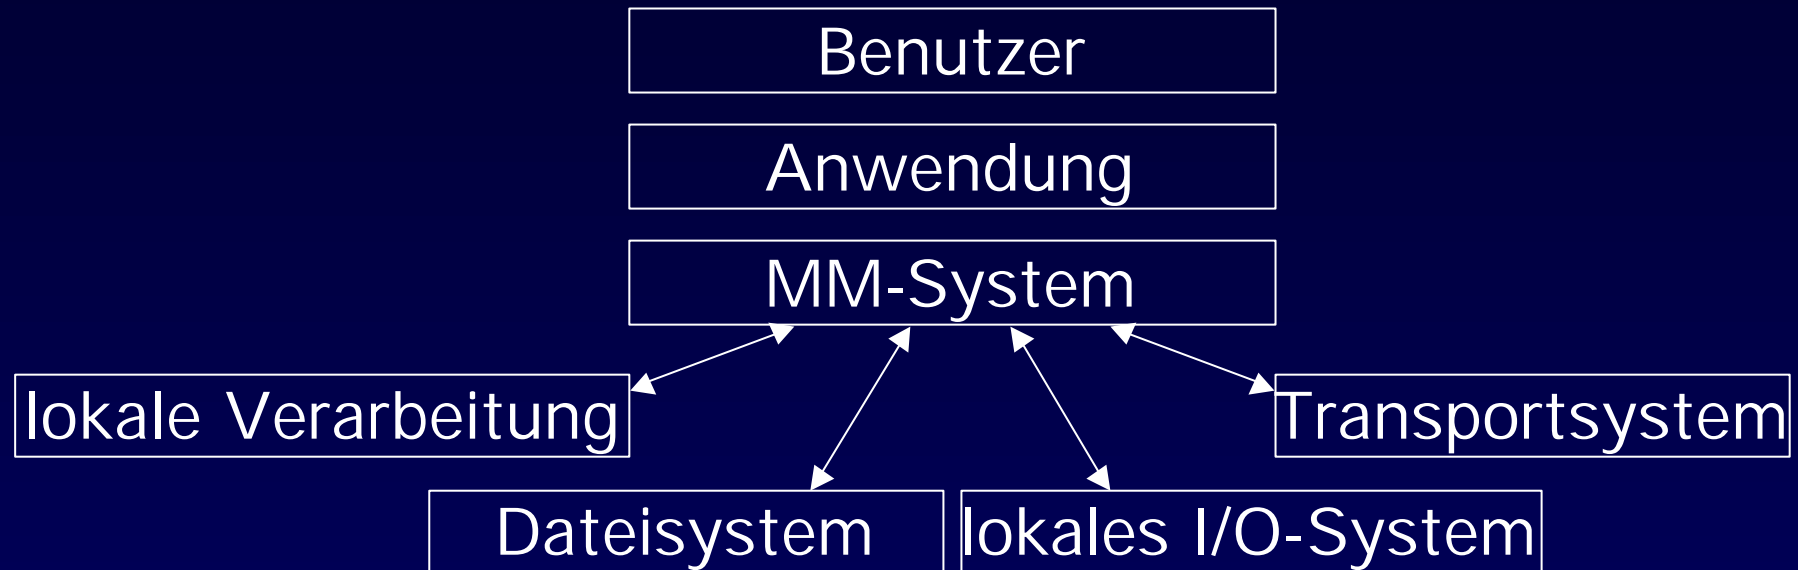 Benutzer
Anwendung
MM-System
lokale Verarbeitung
Transportsystem
Dateisystem
lokales I/O-System